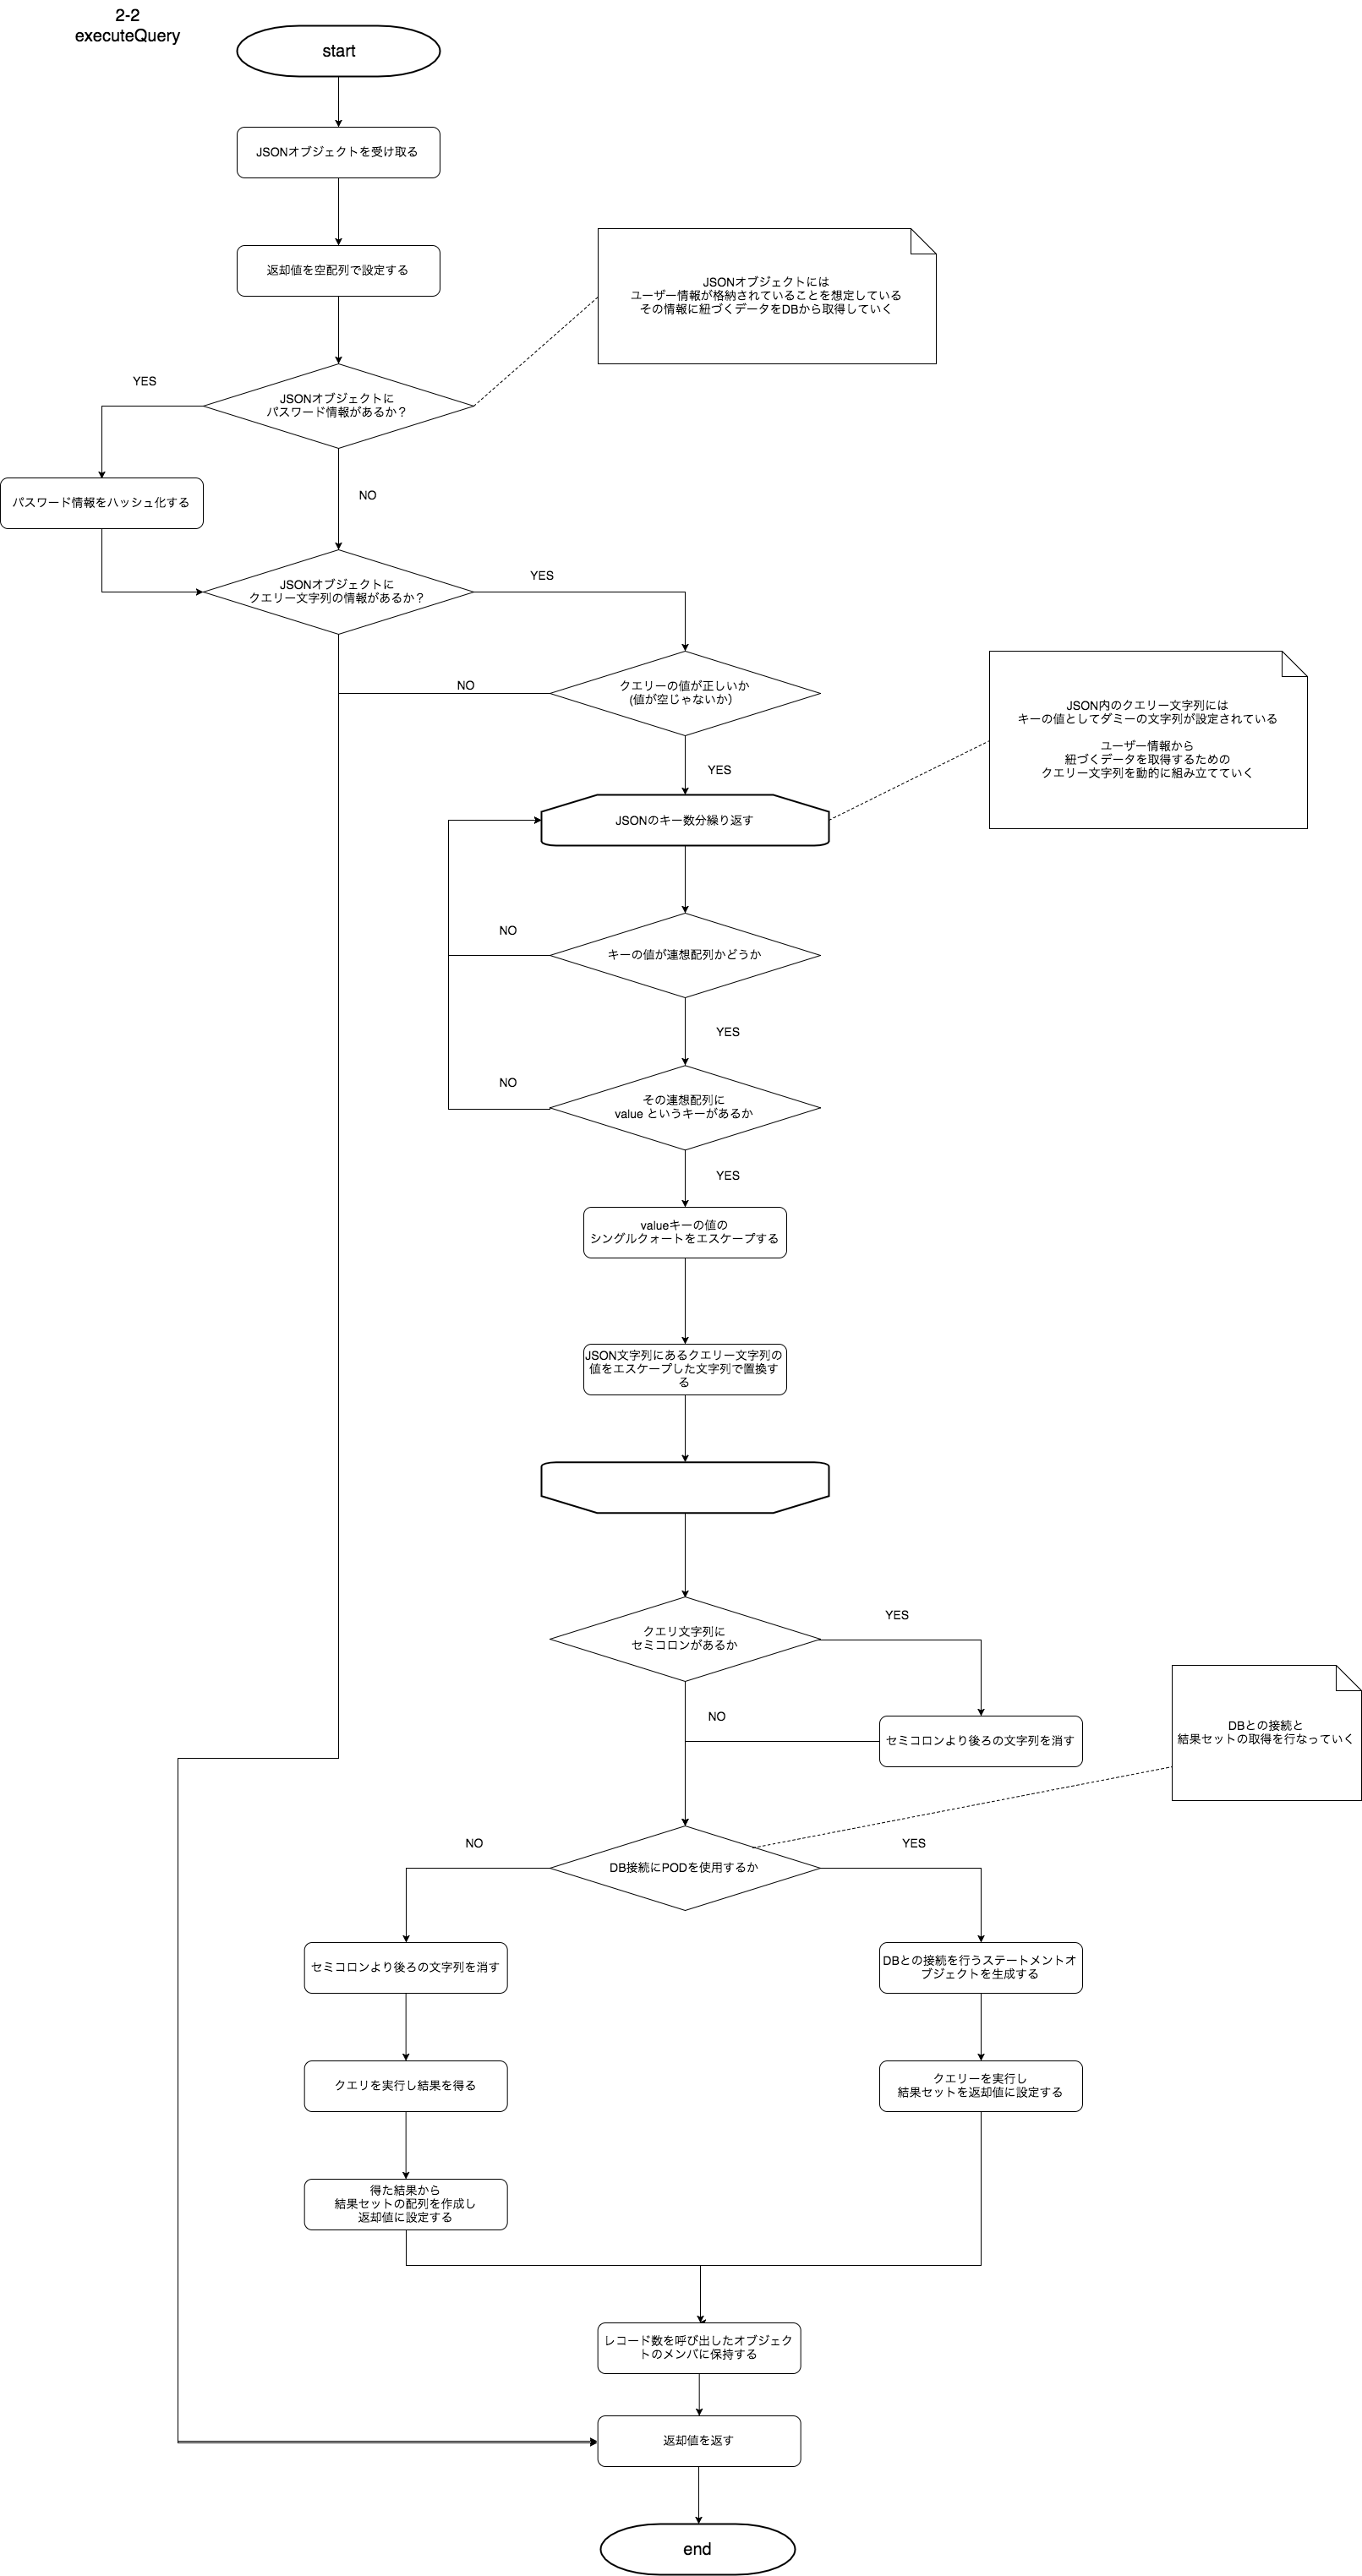 2-2
executeQuery
start
JSONオブジェクトを受け取る
返却値を空配列で設定する
JSONオブジェクトには
ユーザー情報が格納されていることを想定している
その情報に紐づくデータをDBから取得していく
YES
JSONオブジェクトに
パスワード情報があるか？
パスワード情報をハッシュ化する
NO
JSONオブジェクトに
クエリー文字列の情報があるか？
YES
NO
クエリーの値が正しいか
(値が空じゃないか）
JSON内のクエリー文字列には
キーの値としてダミーの文字列が設定されている
ユーザー情報から
紐づくデータを取得するための
クエリー文字列を動的に組み立てていく
YES
JSONのキー数分繰り返す
NO
キーの値が連想配列かどうか
YES
NO
その連想配列に
value というキーがあるか
YES
valueキーの値の
シングルクォートをエスケープする
JSON文字列にあるクエリー文字列の
値をエスケープした文字列で置換す
る
クエリ文字列に
セミコロンがあるか
YES
NO
セミコロンより後ろの文字列を消す
DBとの接続と
結果セットの取得を行なっていく
NO
DB接続にPODを使用するか
YES
セミコロンより後ろの文字列を消す
DBとの接続を行うステートメントオ
ブジェクトを生成する
クエリを実行し結果を得る
クエリーを実行し
結果セットを返却値に設定する
得た結果から
結果セットの配列を作成し
返却値に設定する
レコード数を呼び出したオブジェク
トのメンバに保持する
返却値を返す
end